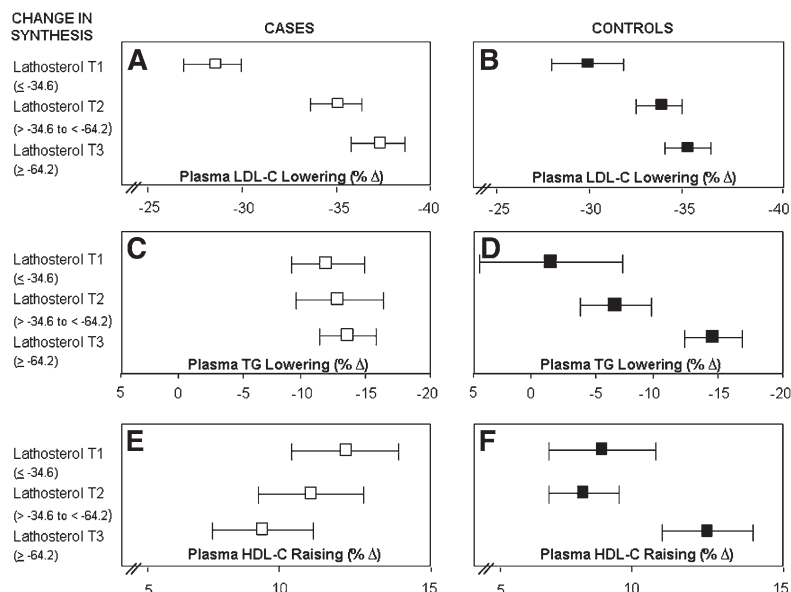 CHANGE IN
SYNTHESIS
CASES
CONTROLS
Lathosterol T1
(≤ -34.6)
Lathosterol T2
(> -34.6 to < -64.2)
Lathosterol T3
(≥ -64.2)
A
Plasma LDL-C Lowering (% Δ)
-25 -30 -35 -40
B
Plasma LDL-C Lowering (% Δ)
-25 -30 -35 -40
Lathosterol T1
(≤ -34.6)
Lathosterol T2
(> -34.6 to < -64.2)
Lathosterol T3
(≥ -64.2)
C
Plasma TG Lowering (% Δ)
5 0 -5 -10 -15 -20
D
Plasma TG Lowering (% Δ)
5 0 -5 -10 -15 -20
Lathosterol T1
(≤ -34.6)
Lathosterol T2
(> -34.6 to < -64.2)
Lathosterol T3
(≥ -64.2)
E
Plasma HDL-C Raising (% Δ)
5 10 15
F
Plasma HDL-C Raising (% Δ)
5 10 15